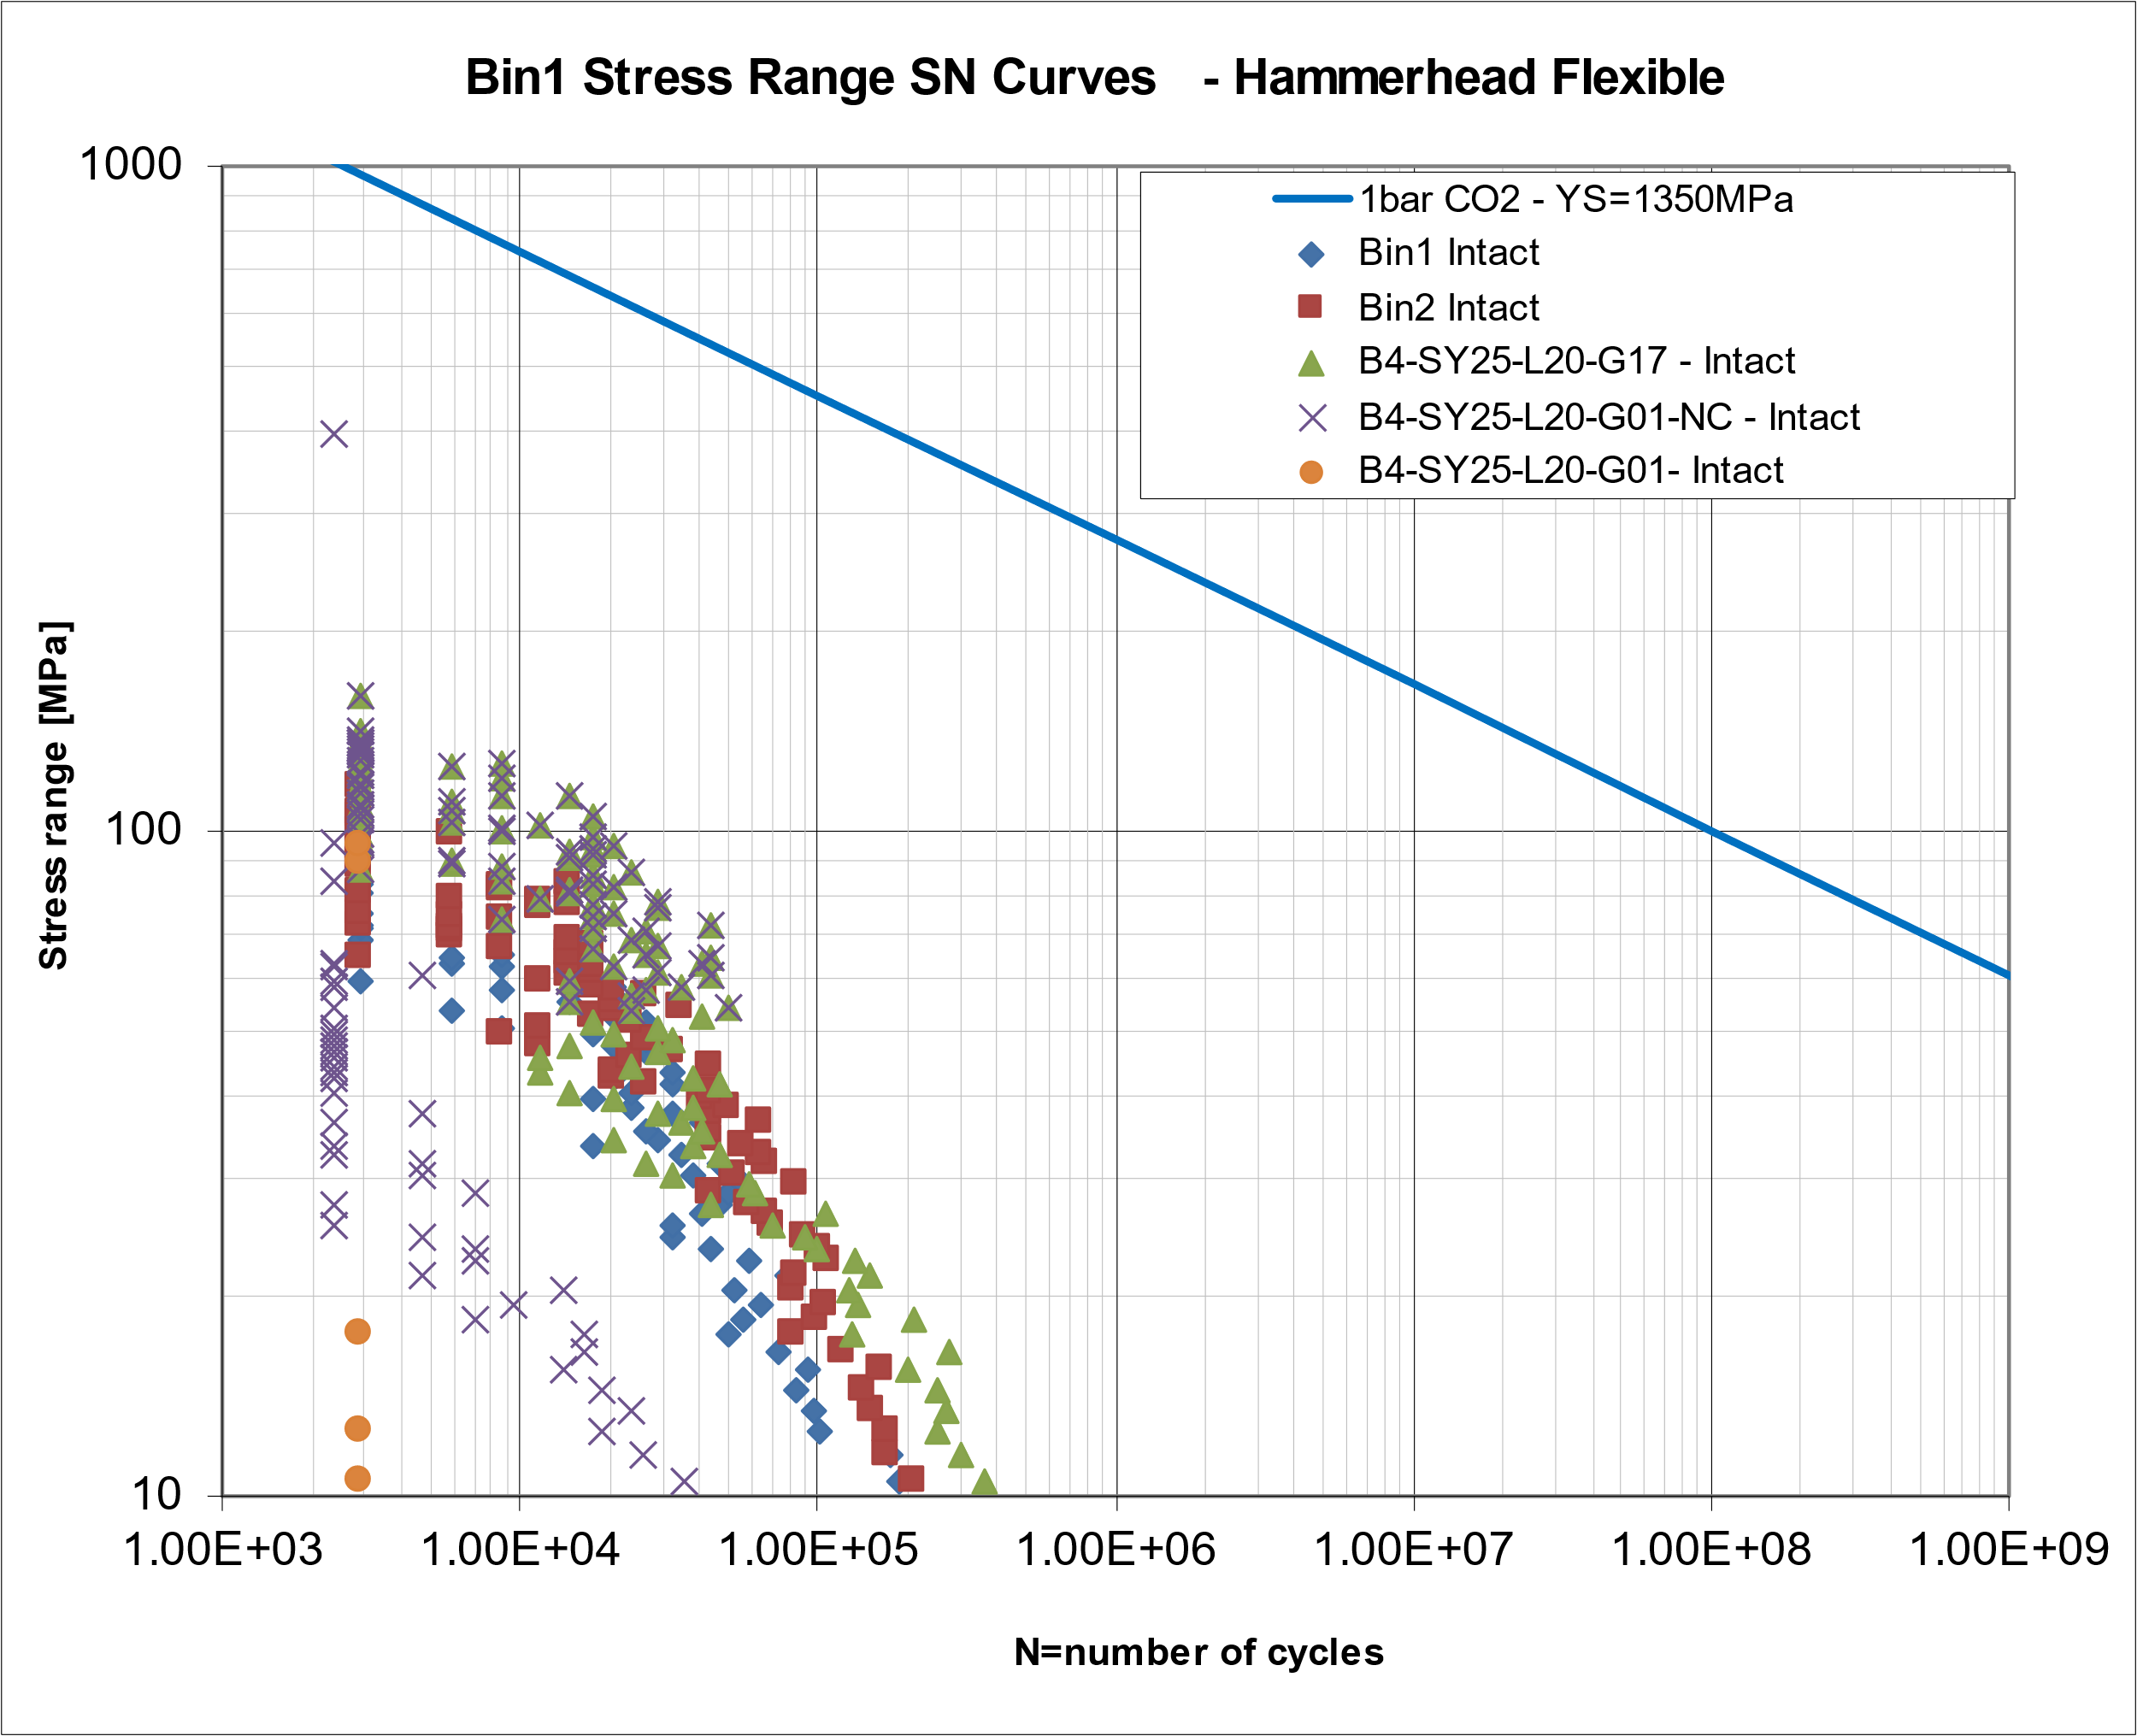 Bin1 Stress Range SN Curves - Hammerhead Flexible
1000
1bar CO2 - YS=1350MPa
Bin1 Intact
Bin2 Intact
B4-SY25-L20-G17 - Intact
B4-SY25-L20-G01-NC - Intact
B4-SY25-L20-G01- Intact
Stress range [MPa]
100
10
1.00E+03 1.00E+04 1.00E+05 1.00E+06 1.00E+07 1.00E+08 1.00E+09
N=number of cycles